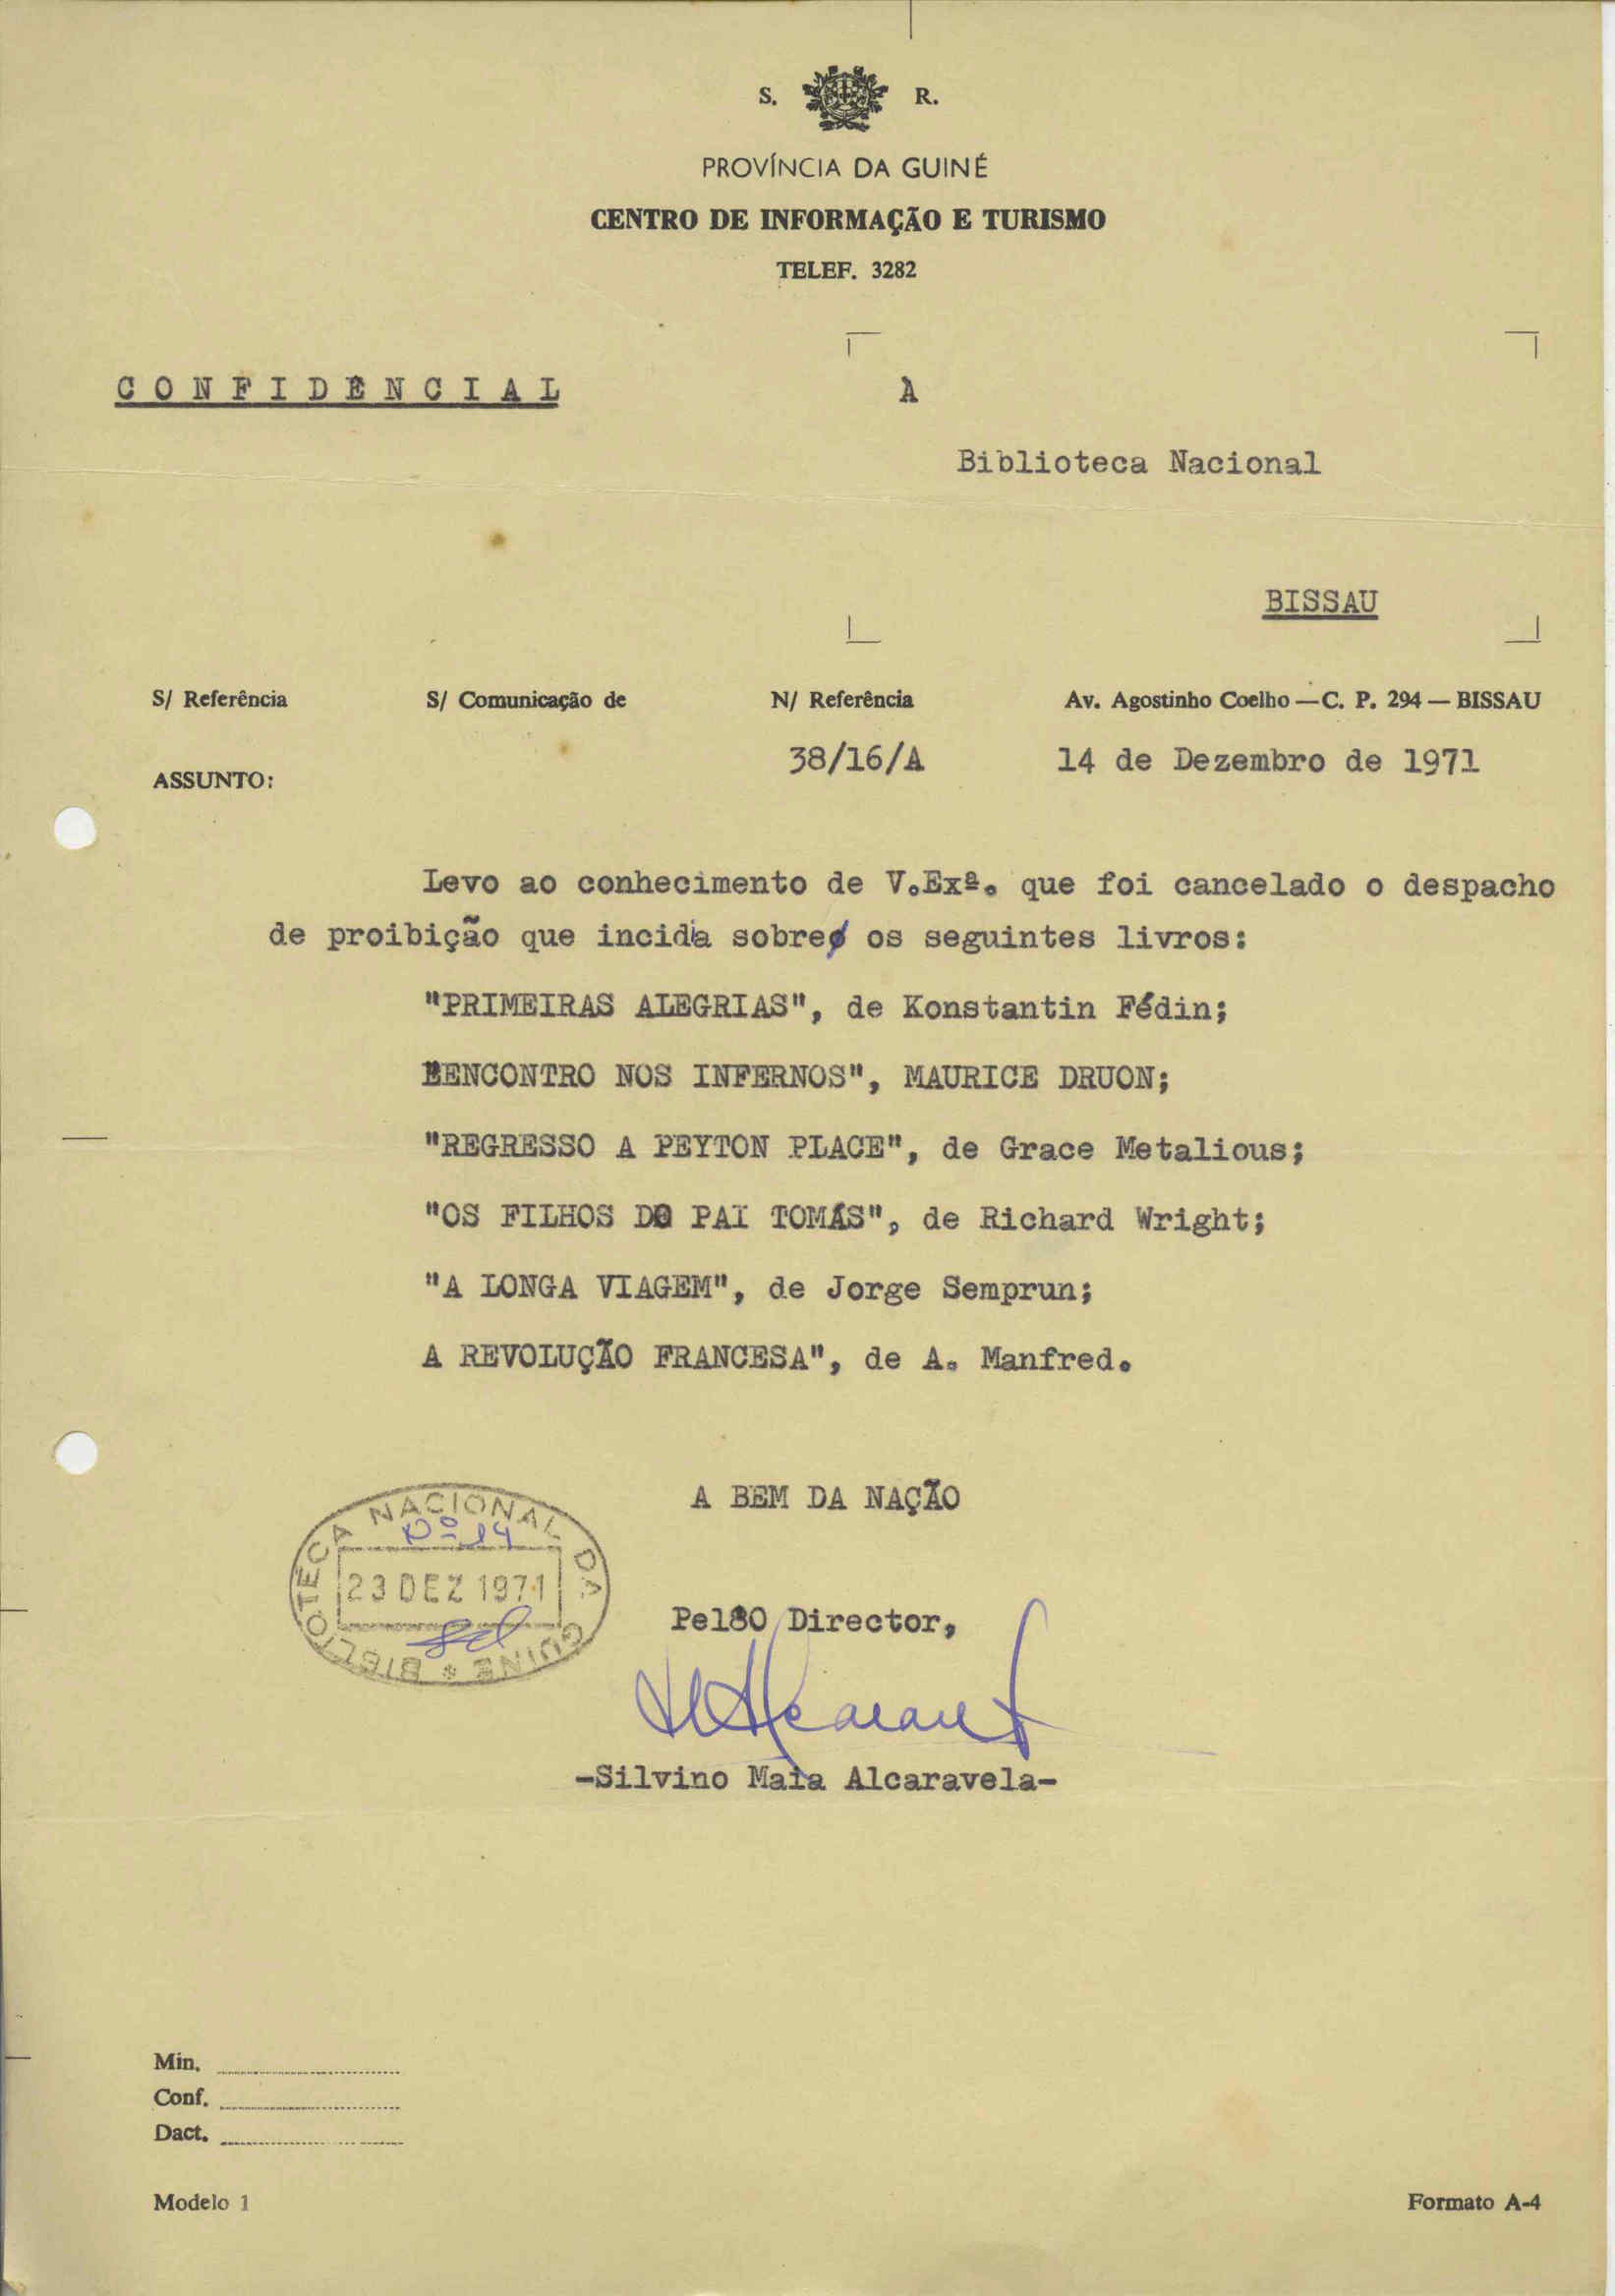 S. R.
PROVÍNCIA DA GUINÉ
CENTRO DE INFORMAÇÃO E TURISMO
TELEF. 3282
C O N F I D E N C I A L
À
Biblioteca Nacional
BISSAU
S/ Referência S/ Comunicação de N/ Referência Av. Agostinho Coelho — C. P. 294 — BISSAU
38/16/A 14 de Dezembro de 1971
ASSUNTO:
Levo ao conhecimento de V.Exª. que foi cancelado o despacho
de proibição que incidia sobre os seguintes livros:
"PRIMEIRAS ALEGRIAS", de Konstantin Fédin;
ENCONTRO NOS INFERNOS", MAURICE DRUON;
"REGRESSO A PEYTON PLACE", de Grace Metalious;
"OS FILHOS DO PAI TOMÁS", de Richard Wright;
"A LONGA VIAGEM", de Jorge Semprun;
A REVOLUÇÃO FRANCESA", de A. Manfred.
A BEM DA NAÇÃO
BIBLIOTECA NACIONAL DA GUINÉ *
Nº 14
23 DEZ 1971
Pel80 Director,
-Silvino Maia Alcaravela-
Min.
Conf.
Dact.
Modelo 1 Formato A-4